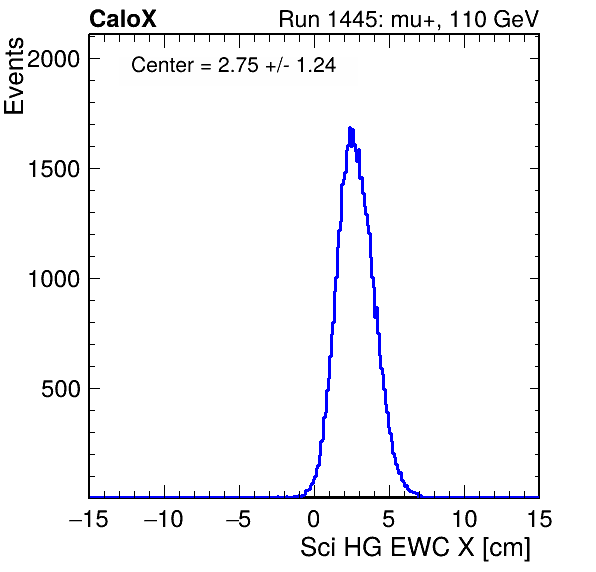 CaloX Run 1445: mu+, 110 GeV
Center = 2.75 +/- 1.24
Events
2000
1500
1000
500
−15 −10 −5 0 5 10 15
Sci HG EWC X [cm]